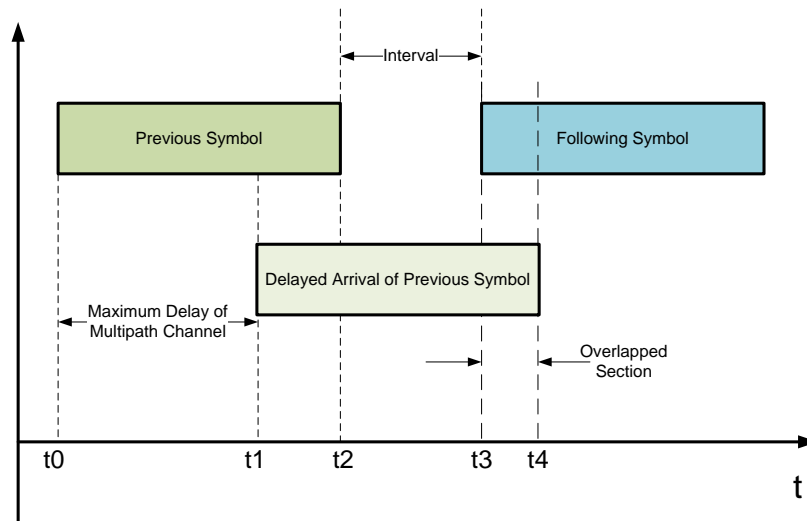 Interval
Previous Symbol
Following Symbol
Delayed Arrival of Previous Symbol
Maximum Delay of
Multipath Channel
Overlapped
Section
t0
t1
t2
t3
t4
t